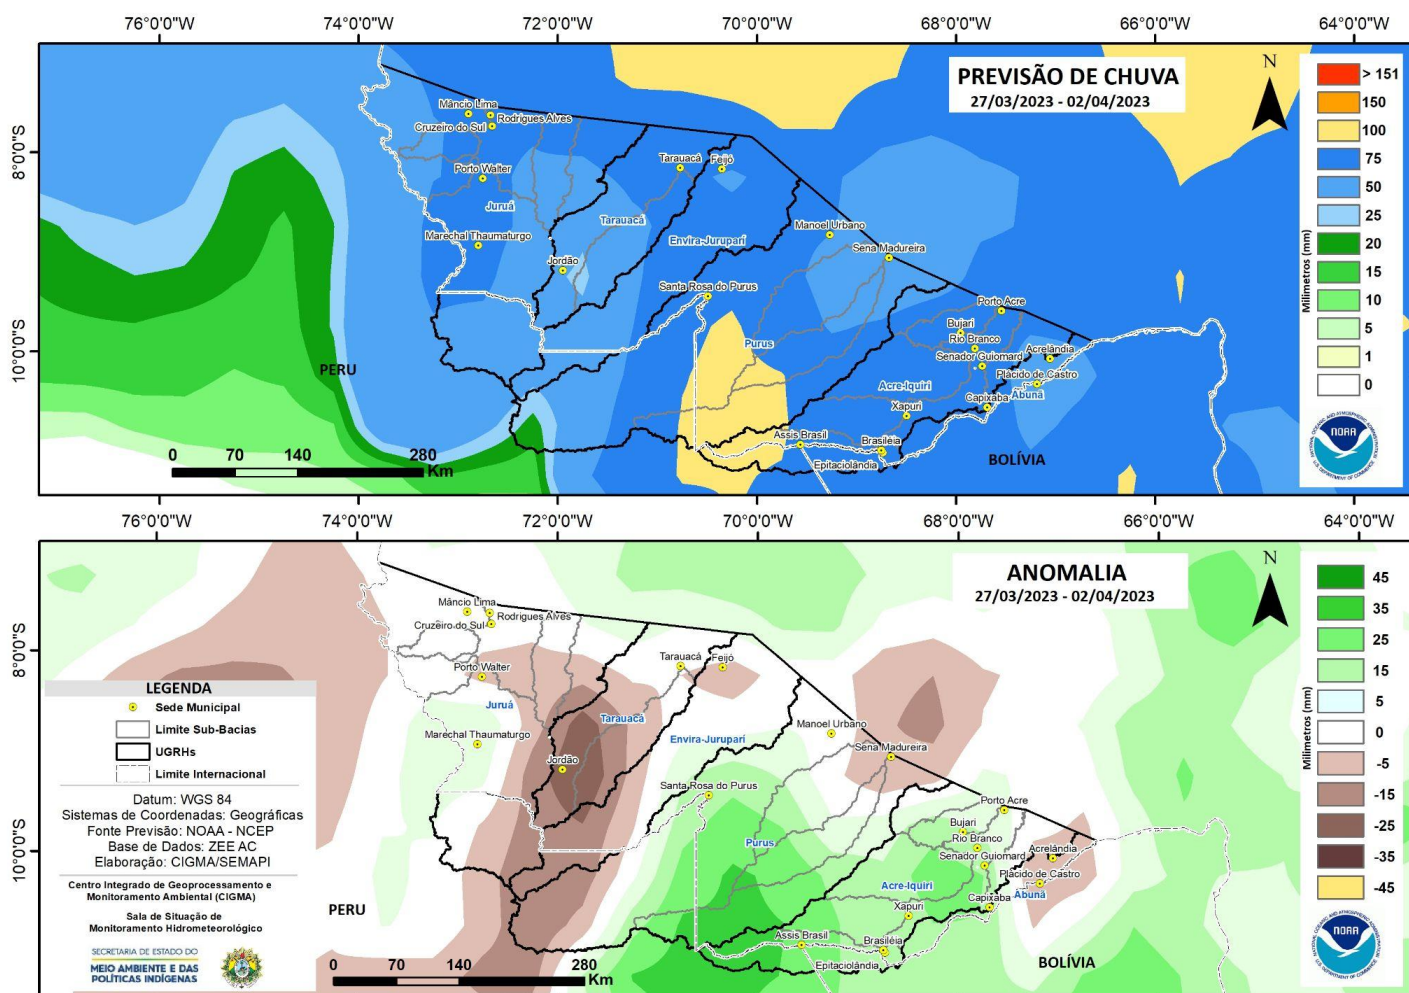 76°0'0"W 74°0'0"W 72°0'0"W 70°0'0"W 68°0'0"W 66°0'0"W 64°0'0"W
8°0'0"S
10°0'0"S
PREVISÃO DE CHUVA
27/03/2023 - 02/04/2023
N
Milimetros (mm)
> 151
150
100
75
50
25
20
15
10
5
1
0
NOAA
Mâncio Lima
Rodrigues Alves
Cruzeiro do Sul
Porto Walter
Juruá
Marechal Thaumaturgo
Jordão
Tarauacá
Feijó
Tarauacá
Envira-Jurupari
Manoel Urbano
Sena Madureira
Santa Rosa do Purus
Purus
Porto Acre
Bujari
Rio Branco
Senador Guiomard
Acrelândia
Plácido de Castro
Acre-Iquiri
Abunã
Capixaba
Xapuri
Assis Brasil
Brasiléia
Epitaciolândia
PERU
BOLÍVIA
0 70 140 280
Km
76°0'0"W 74°0'0"W 72°0'0"W 70°0'0"W 68°0'0"W 66°0'0"W 64°0'0"W
8°0'0"S
10°0'0"S
ANOMALIA
27/03/2023 - 02/04/2023
N
Milimetros (mm)
45
35
25
15
5
0
-5
-15
-25
-35
-45
NOAA
Mâncio Lima
Rodrigues Alves
Cruzeiro do Sul
Porto Walter
Juruá
Marechal Thaumaturgo
Jordão
Tarauacá
Feijó
Tarauacá
Envira-Jurupari
Manoel Urbano
Sena Madureira
Santa Rosa do Purus
Purus
Porto Acre
Bujari
Rio Branco
Senador Guiomard
Acrelândia
Plácido de Castro
Acre-Iquiri
Abunã
Capixaba
Xapuri
Assis Brasil
Brasiléia
Epitaciolândia
PERU
BOLÍVIA
0 70 140 280
Km
LEGENDA
Sede Municipal
Limite Sub-Bacias
UGRHs
Limite Internacional
Datum: WGS 84
Sistemas de Coordenadas: Geográficas
Fonte Previsão: NOAA - NCEP
Base de Dados: ZEE AC
Elaboração: CIGMA/SEMAPI
Centro Integrado de Geoprocessamento e
Monitoramento Ambiental (CIGMA)
Sala de Situação de
Monitoramento Hidrometeorológico
SECRETARIA DE ESTADO DO
MEIO AMBIENTE E DAS
POLÍTICAS INDÍGENAS